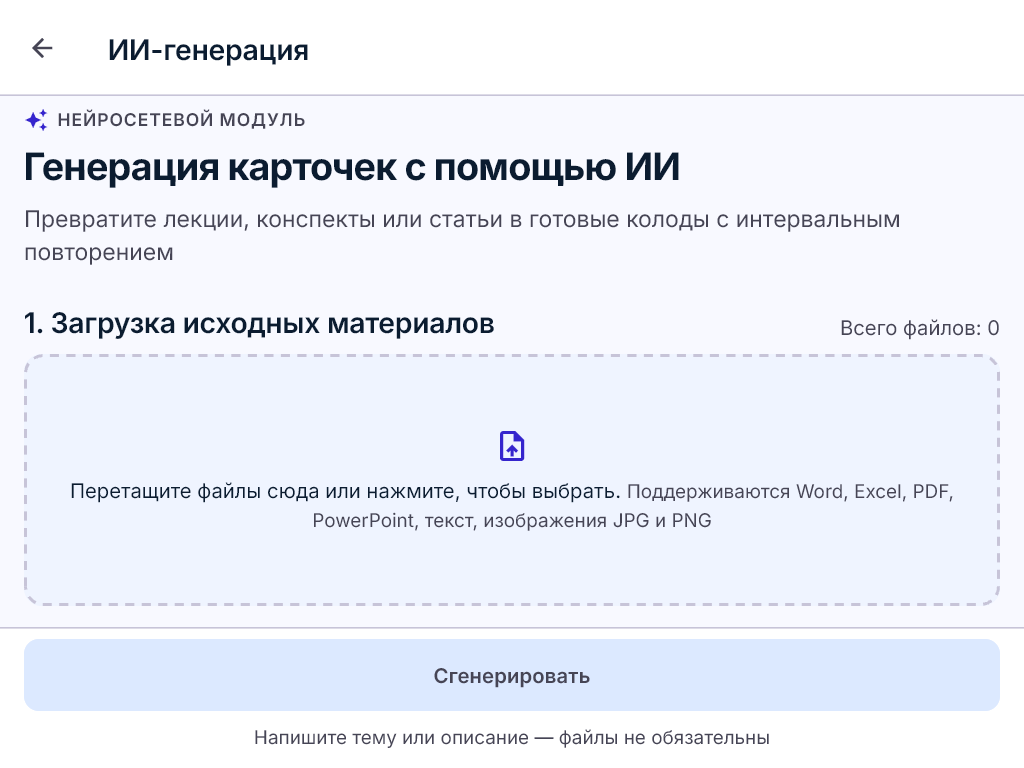 ИИ-генерация
НЕЙРОСЕТЕВОЙ МОДУЛЬ
Генерация карточек с помощью ИИ
Превратите лекции, конспекты или статьи в готовые колоды с интервальным
повторением
1. Загрузка исходных материалов
Всего файлов: 0
Перетащите файлы сюда или нажмите, чтобы выбрать. Поддерживаются Word, Excel, PDF,
PowerPoint, текст, изображения JPG и PNG
Сгенерировать
Напишите тему или описание — файлы не обязательны